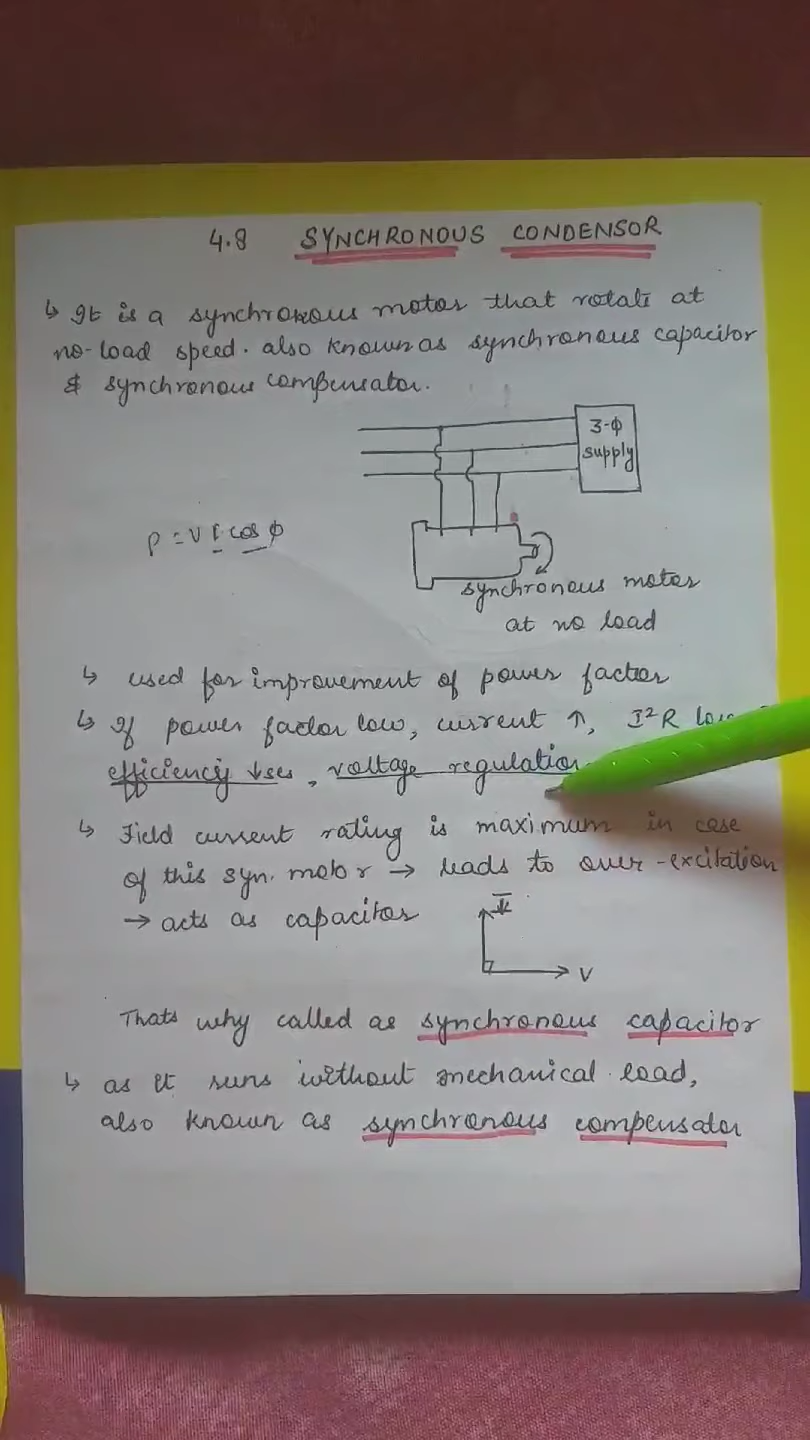 4.8 SYNCHRONOUS CONDENSOR
↳ It is a synchronous motor that rotate at
no-load speed. also known as synchronous capacitor
& synchronous compensator.
3-ϕ
supply
P = V I cos ϕ
synchronous motor
at no load
↳ used for improvement of power factor
↳ If power factor low, current ↑, I²R
efficiency ↓ses, voltage regulation
↳ Field current rating is maximum in case
of this syn. motor → leads to over-excitation
→ acts as capacitor
V
Thats why called as synchronous capacitor
↳ as it runs without mechanical load,
also known as synchronous compensator